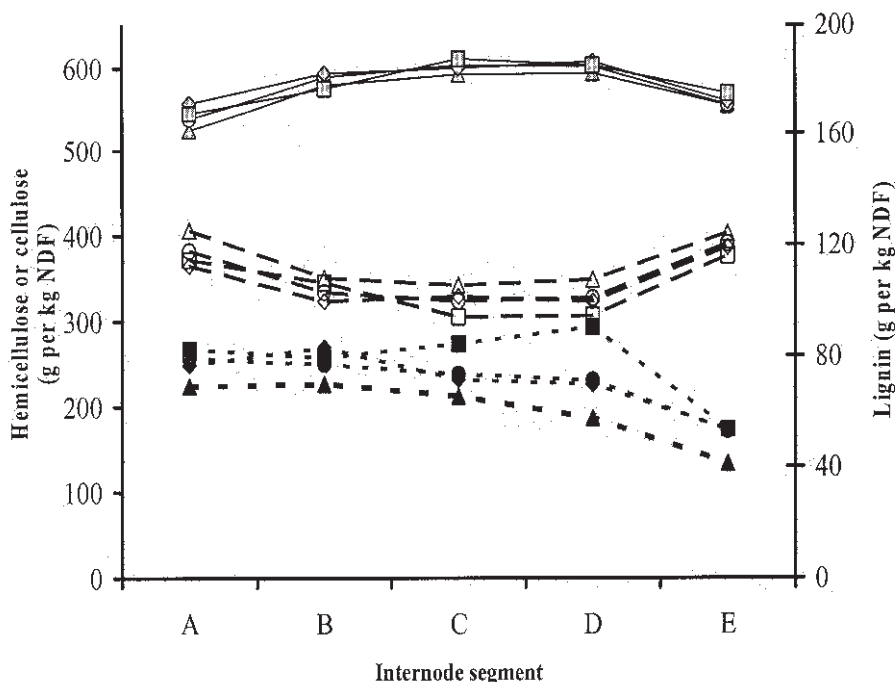 Hemicellulose or cellulose
(g per kg NDF)
600
500
400
300
200
100
0
200
160
120
80
40
0
Lignin (g per kg NDF)
A B C D E
Internode segment